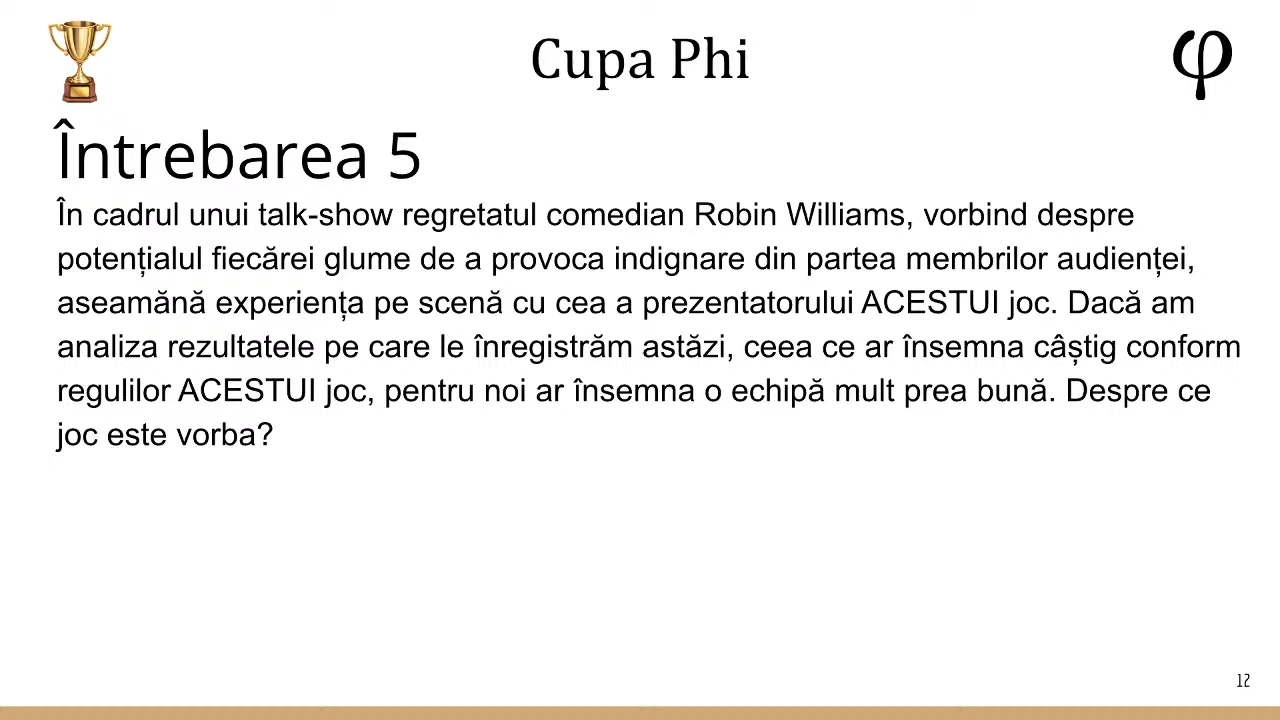 Cupa Phi
φ
Întrebarea 5
În cadrul unui talk-show regretatul comedian Robin Williams, vorbind despre
potențialul fiecărei glume de a provoca indignare din partea membrilor audienței,
aseamănă experiența pe scenă cu cea a prezentatorului ACESTUI joc. Dacă am
analiza rezultatele pe care le înregistrăm astăzi, ceea ce ar însemna câștig conform
regulilor ACESTUI joc, pentru noi ar însemna o echipă mult prea bună. Despre ce
joc este vorba?
12